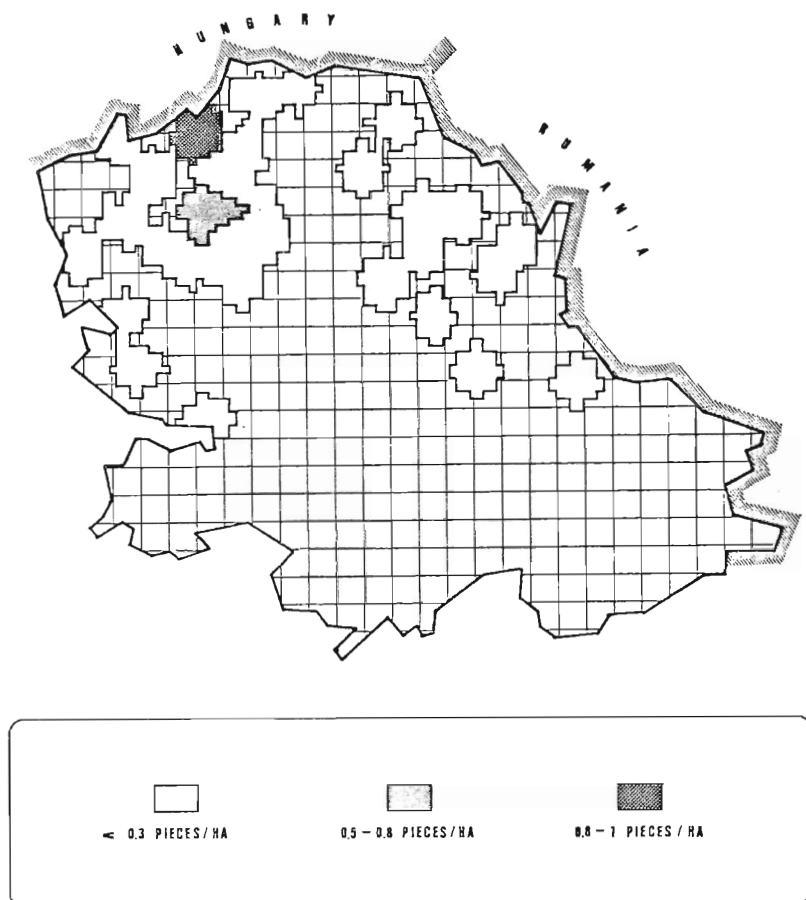 HUNGARY
RUMANIA
< 0.3 PIECES/HA
0,5 – 0,8 PIECES/HA
0,8 – 1 PIECES/HA